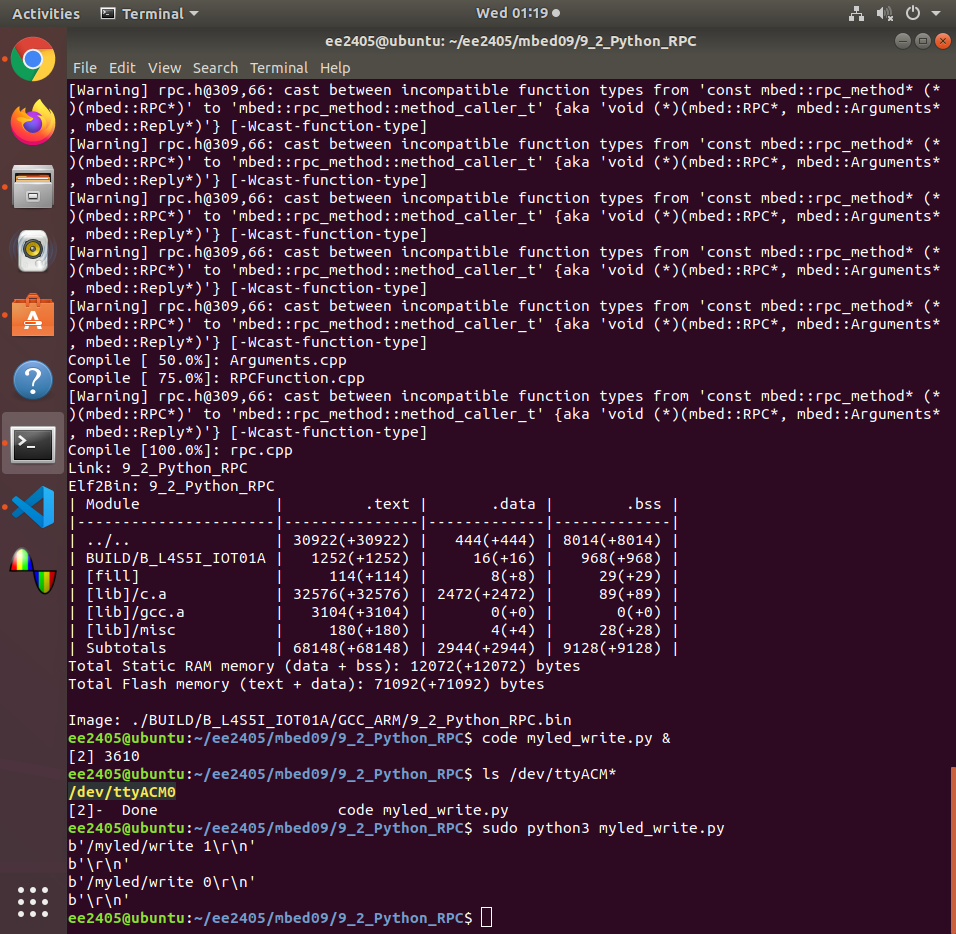 Activities Terminal Wed 01:19
ee2405@ubuntu: ~/ee2405/mbed09/9_2_Python_RPC
File Edit View Search Terminal Help
[Warning] rpc.h@309,66: cast between incompatible function types from 'const mbed::rpc_method* (*
)(mbed::RPC*)' to 'mbed::rpc_method::method_caller_t' {aka 'void (*)(mbed::RPC*, mbed::Arguments*
, mbed::Reply*)'} [-Wcast-function-type]
[Warning] rpc.h@309,66: cast between incompatible function types from 'const mbed::rpc_method* (*
)(mbed::RPC*)' to 'mbed::rpc_method::method_caller_t' {aka 'void (*)(mbed::RPC*, mbed::Arguments*
, mbed::Reply*)'} [-Wcast-function-type]
[Warning] rpc.h@309,66: cast between incompatible function types from 'const mbed::rpc_method* (*
)(mbed::RPC*)' to 'mbed::rpc_method::method_caller_t' {aka 'void (*)(mbed::RPC*, mbed::Arguments*
, mbed::Reply*)'} [-Wcast-function-type]
[Warning] rpc.h@309,66: cast between incompatible function types from 'const mbed::rpc_method* (*
)(mbed::RPC*)' to 'mbed::rpc_method::method_caller_t' {aka 'void (*)(mbed::RPC*, mbed::Arguments*
, mbed::Reply*)'} [-Wcast-function-type]
[Warning] rpc.h@309,66: cast between incompatible function types from 'const mbed::rpc_method* (*
)(mbed::RPC*)' to 'mbed::rpc_method::method_caller_t' {aka 'void (*)(mbed::RPC*, mbed::Arguments*
, mbed::Reply*)'} [-Wcast-function-type]
Compile [ 50.0%]: Arguments.cpp
Compile [ 75.0%]: RPCFunction.cpp
[Warning] rpc.h@309,66: cast between incompatible function types from 'const mbed::rpc_method* (*
)(mbed::RPC*)' to 'mbed::rpc_method::method_caller_t' {aka 'void (*)(mbed::RPC*, mbed::Arguments*
, mbed::Reply*)'} [-Wcast-function-type]
Compile [100.0%]: rpc.cpp
Link: 9_2_Python_RPC
Elf2Bin: 9_2_Python_RPC
| Module               |         .text |       .data |        .bss |
|----------------------|---------------|-------------|-------------|
| ../..                | 30922(+30922) |   444(+444) | 8014(+8014) |
| BUILD/B_L4S5I_IOT01A |   1252(+1252) |     16(+16) |   968(+968) |
| [fill]               |     114(+114) |       8(+8) |     29(+29) |
| [lib]/c.a            | 32576(+32576) | 2472(+2472) |     89(+89) |
| [lib]/gcc.a          |   3104(+3104) |       0(+0) |       0(+0) |
| [lib]/misc           |     180(+180) |       4(+4) |     28(+28) |
| Subtotals            | 68148(+68148) | 2944(+2944) | 9128(+9128) |
Total Static RAM memory (data + bss): 12072(+12072) bytes
Total Flash memory (text + data): 71092(+71092) bytes
Image: ./BUILD/B_L4S5I_IOT01A/GCC_ARM/9_2_Python_RPC.bin
ee2405@ubuntu:~/ee2405/mbed09/9_2_Python_RPC$ code myled_write.py &
[2] 3610
ee2405@ubuntu:~/ee2405/mbed09/9_2_Python_RPC$ ls /dev/ttyACM*
/dev/ttyACM0
[2]-  Done                    code myled_write.py
ee2405@ubuntu:~/ee2405/mbed09/9_2_Python_RPC$ sudo python3 myled_write.py
b'/myled/write 1\r\n'
b'\r\n'
b'/myled/write 0\r\n'
b'\r\n'
ee2405@ubuntu:~/ee2405/mbed09/9_2_Python_RPC$